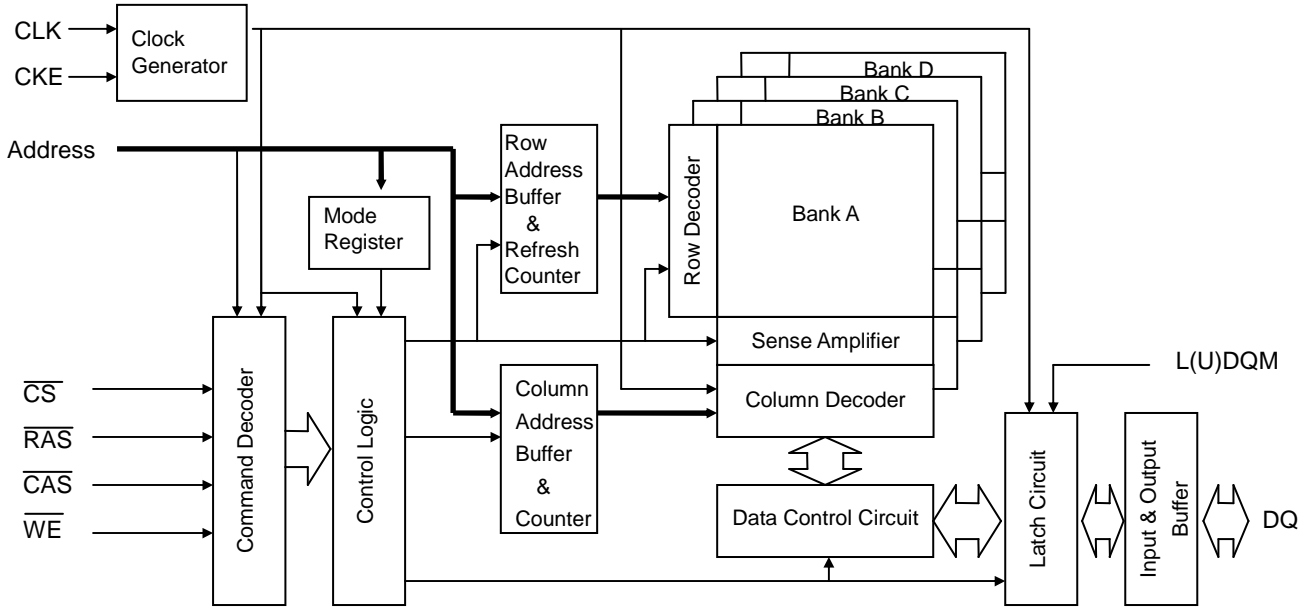 CLK
CKE
Clock
Generator
Bank D
Bank C
Bank B
Address
Row
Address
Buffer
&
Refresh
Counter
Row Decoder
Bank A
Mode
Register
Sense Amplifier
L(U)DQM
CS
RAS
CAS
WE
Command Decoder
Control Logic
Column
Address
Buffer
&
Counter
Column Decoder
Data Control Circuit
Latch Circuit
Input & Output
Buffer
DQ